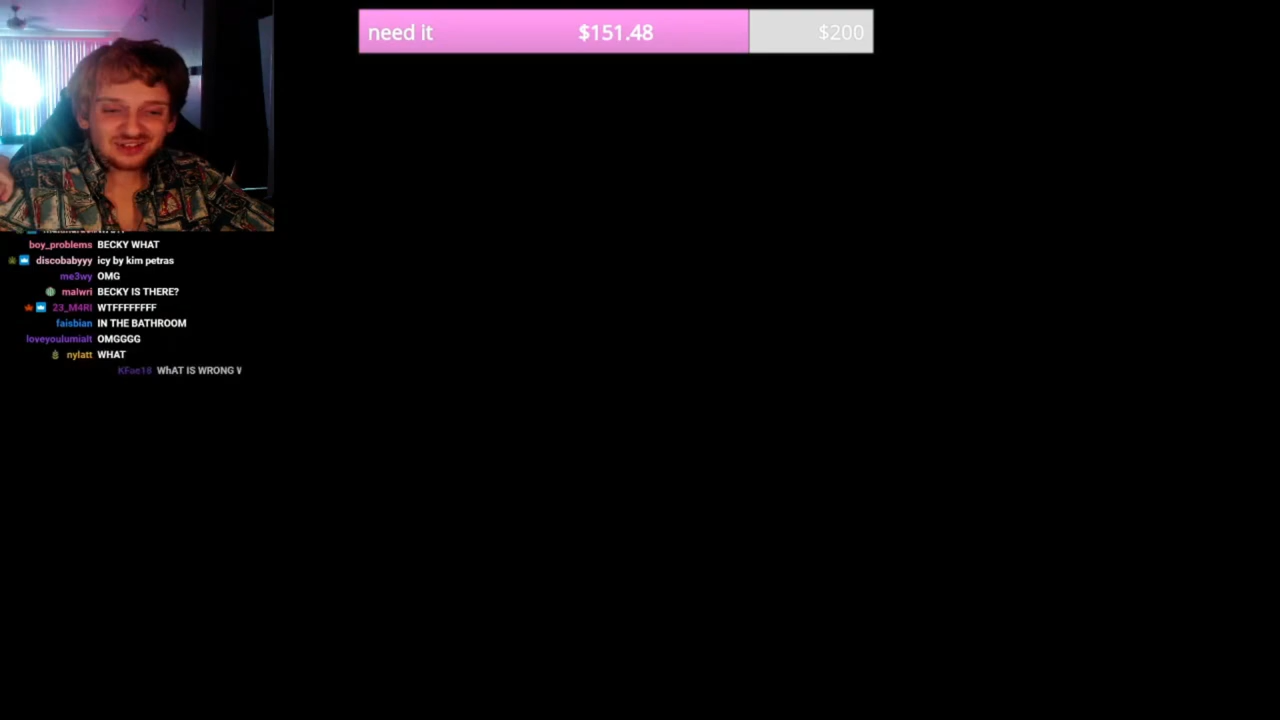 need it $151.48 $200
boy_problems BECKY WHAT
discobabyyy icy by kim petras
me3wy OMG
malwri BECKY IS THERE?
23_M4RI WTFFFFFFFF
faisbian IN THE BATHROOM
loveyoulumialt OMGGGG
nylatt WHAT
KFae18 WhAT IS WRONG